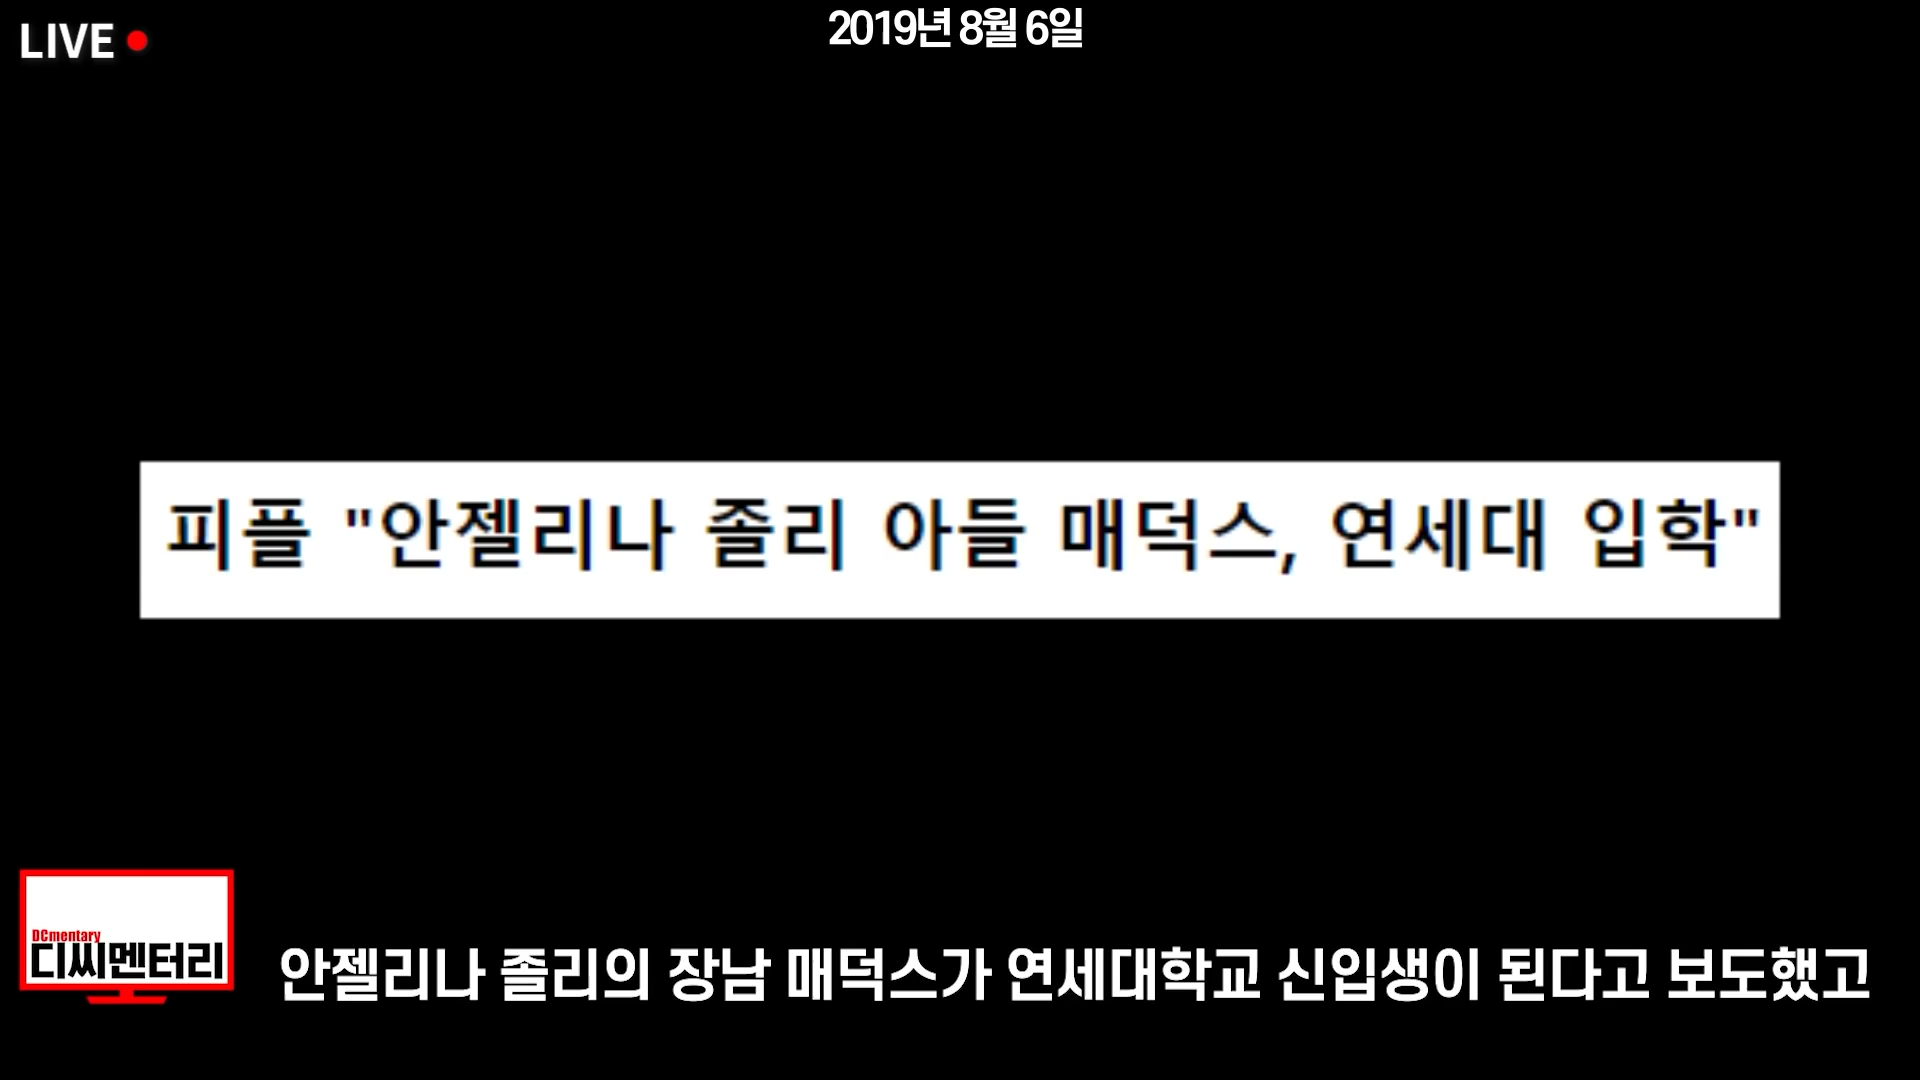 LIVE
2019년 8월 6일
피플 "안젤리나 졸리 아들 매덕스, 연세대 입학"
DCmentary
디씨멘터리
안젤리나 졸리의 장남 매덕스가 연세대학교 신입생이 된다고 보도했고